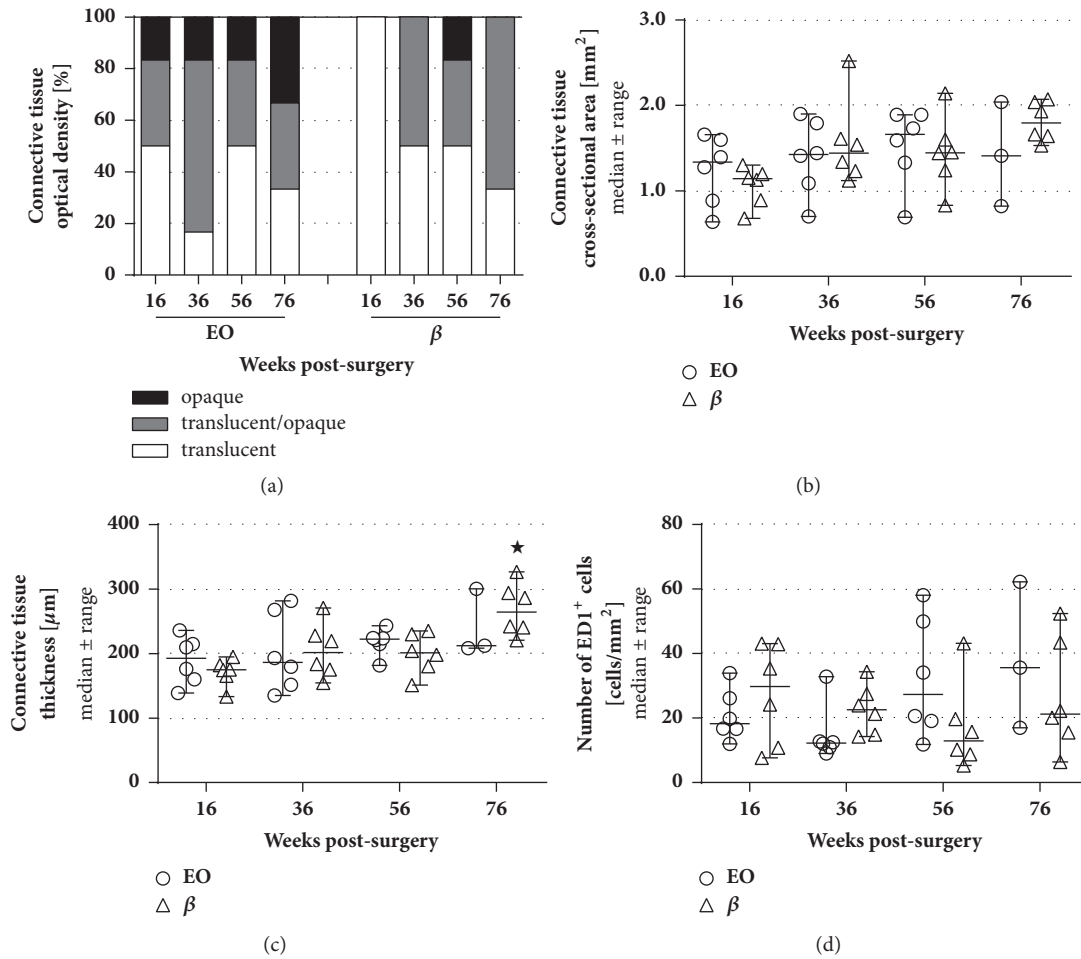 Connective tissue
optical density [%]
100
80
60
40
20
0
16 36 56 76 16 36 56 76
EO β
Weeks post-surgery
opaque
translucent/opaque
translucent
(a)
Connective tissue
cross-sectional area [mm²]
median ± range
3.0
2.0
1.0
0.0
16 36 56 76
Weeks post-surgery
EO
β
(b)
Connective tissue
thickness [μm]
median ± range
400
300
200
100
0
★
16 36 56 76
Weeks post-surgery
EO
β
(c)
Number of ED1⁺ cells
[cells/mm²]
median ± range
80
60
40
20
0
16 36 56 76
Weeks post-surgery
EO
β
(d)